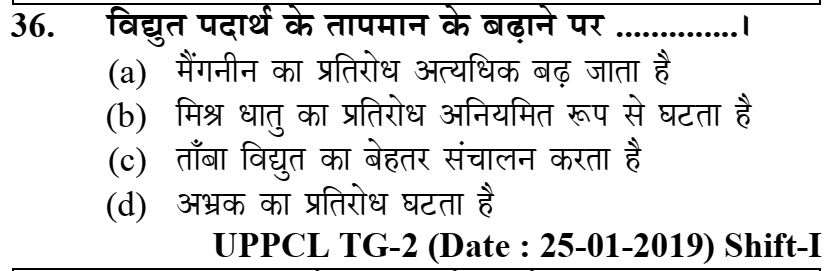 36. विद्युत पदार्थ के तापमान के बढ़ाने पर ..............।
(a) मैंगनीन का प्रतिरोध अत्यधिक बढ़ जाता है
(b) मिश्र धातु का प्रतिरोध अनियमित रूप से घटता है
(c) ताँबा विद्युत का बेहतर संचालन करता है
(d) अभ्रक का प्रतिरोध घटता है
UPPCL TG-2 (Date : 25-01-2019) Shift-I